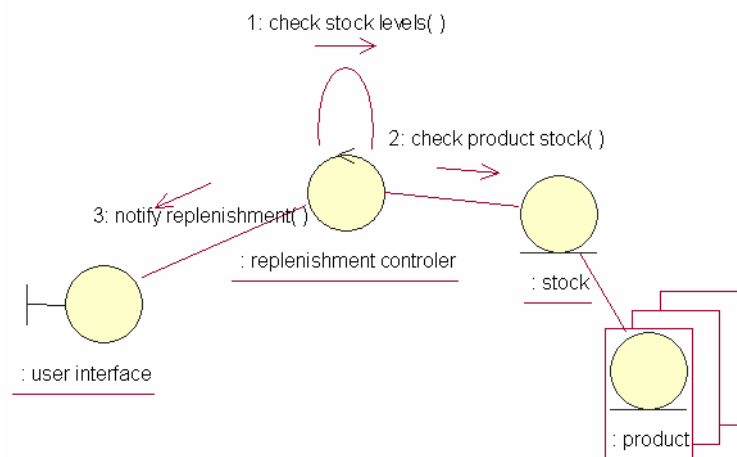 1: check stock levels( )
2: check product stock( )
3: notify replenishment( )
: replenishment controler
: stock
: user interface
: product